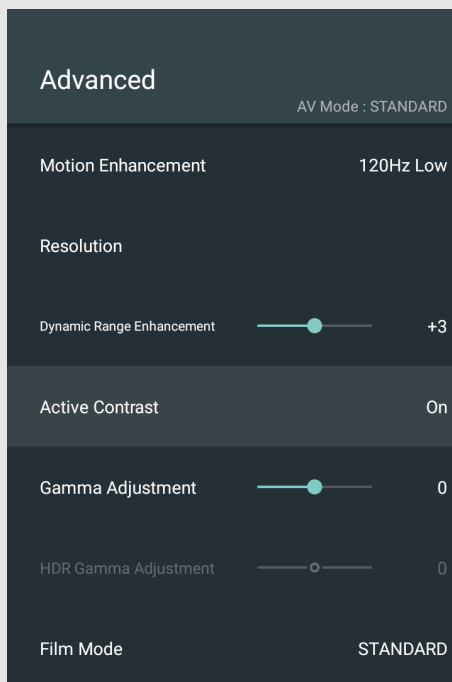 Advanced
AV Mode : STANDARD
Motion Enhancement 120Hz Low
Resolution
Dynamic Range Enhancement +3
Active Contrast On
Gamma Adjustment 0
HDR Gamma Adjustment 0
Film Mode STANDARD